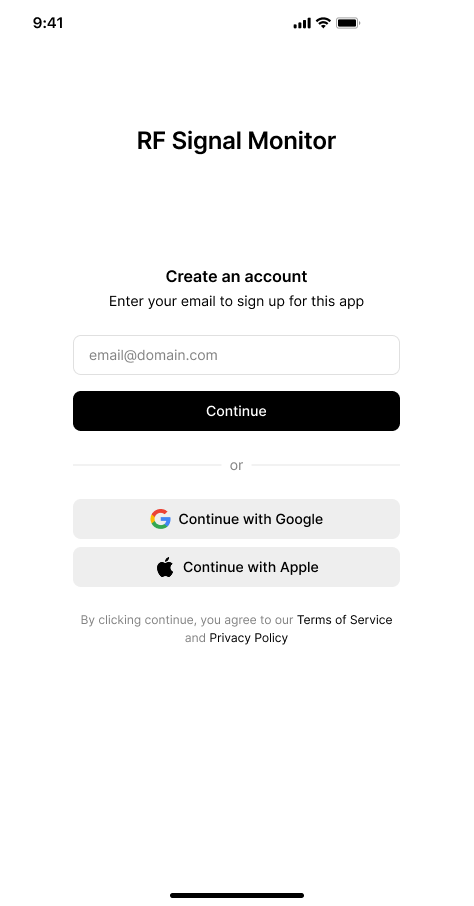 9:41
RF Signal Monitor
Create an account
Enter your email to sign up for this app
email@domain.com
Continue
or
Continue with Google
Continue with Apple
By clicking continue, you agree to our Terms of Service
and Privacy Policy